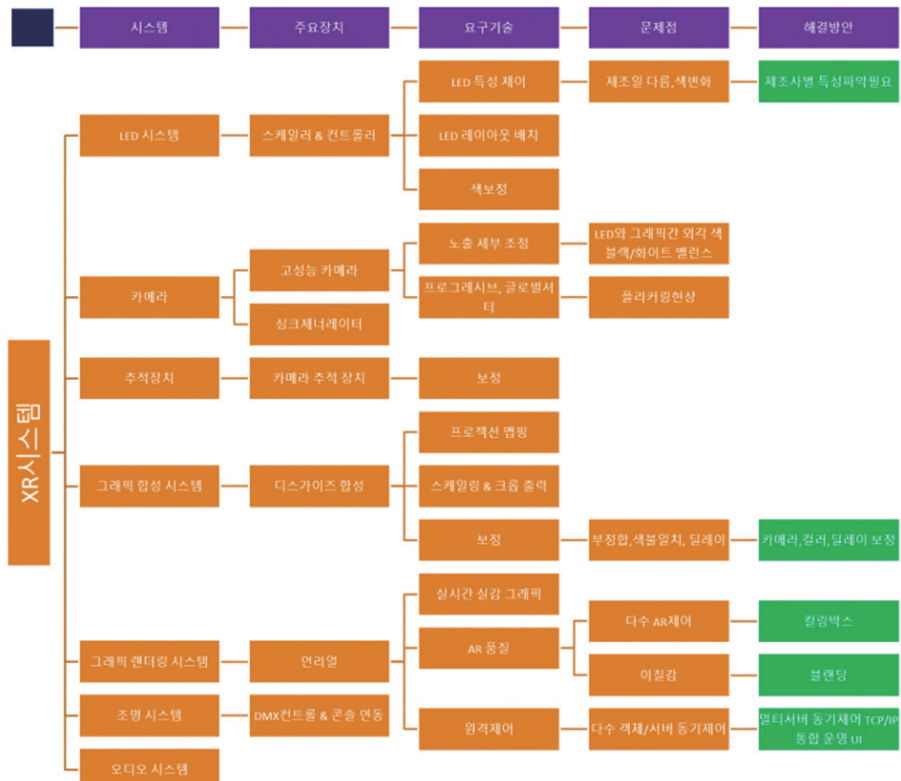 시스템
주요장치
요구기술
문제점
해결방안
XR시스템
LED 시스템
스케일러 & 컨트롤러
LED 특성 제어
제조일 다름,색변화
제조사별 특성파악필요
LED 레이아웃 배치
색보정
카메라
고성능 카메라
노출 세부 조정
LED와 그래픽간 외각 색
블랙/화이트 밸런스
프로그레시브, 글로벌셔
터
플리커링현상
싱크제너레이터
추적장치
카메라 추적 장치
보정
그래픽 합성 시스템
디스가이즈 합성
프로젝션 맵핑
스케일링 & 크롭 출력
보정
부정합,색불일치, 딜레이
카메라,컬러,딜레이 보정
그래픽 랜더링 시스템
언리얼
실시간 실감 그래픽
AR 품질
다수 AR제어
컬링박스
이질감
블랜딩
원격제어
다수 객체/서버 동기제어
멀티서버 동기제어 TCP/IP
통합 운영 UI
조명 시스템
DMX컨트롤 & 콘솔 연동
오디오 시스템